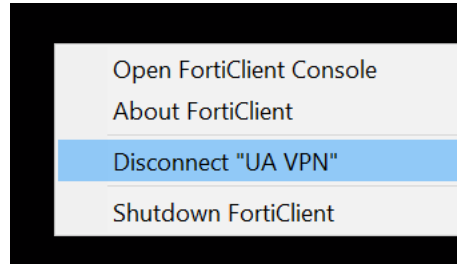 Open FortiClient Console
About FortiClient
Disconnect "UA VPN"
Shutdown FortiClient